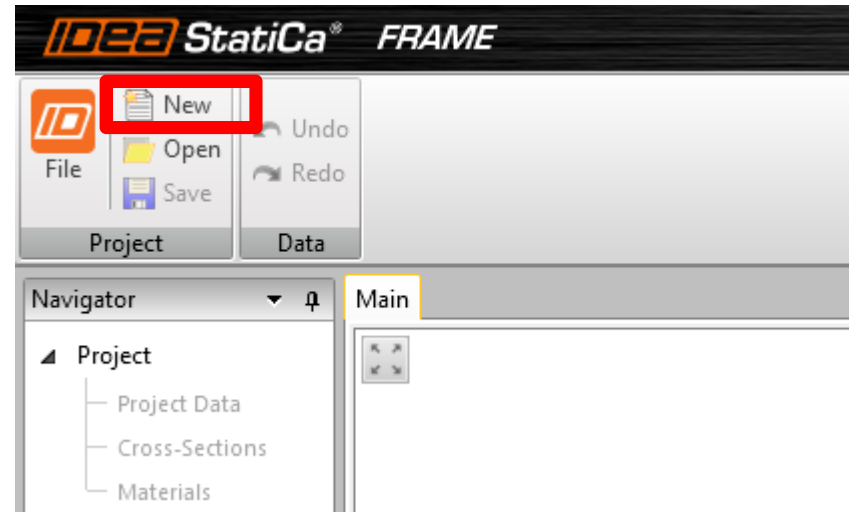 IDEA StatiCa® FRAME
New
Open
Save
File
Undo
Redo
Project
Data
Navigator
Main
Project
Project Data
Cross-Sections
Materials